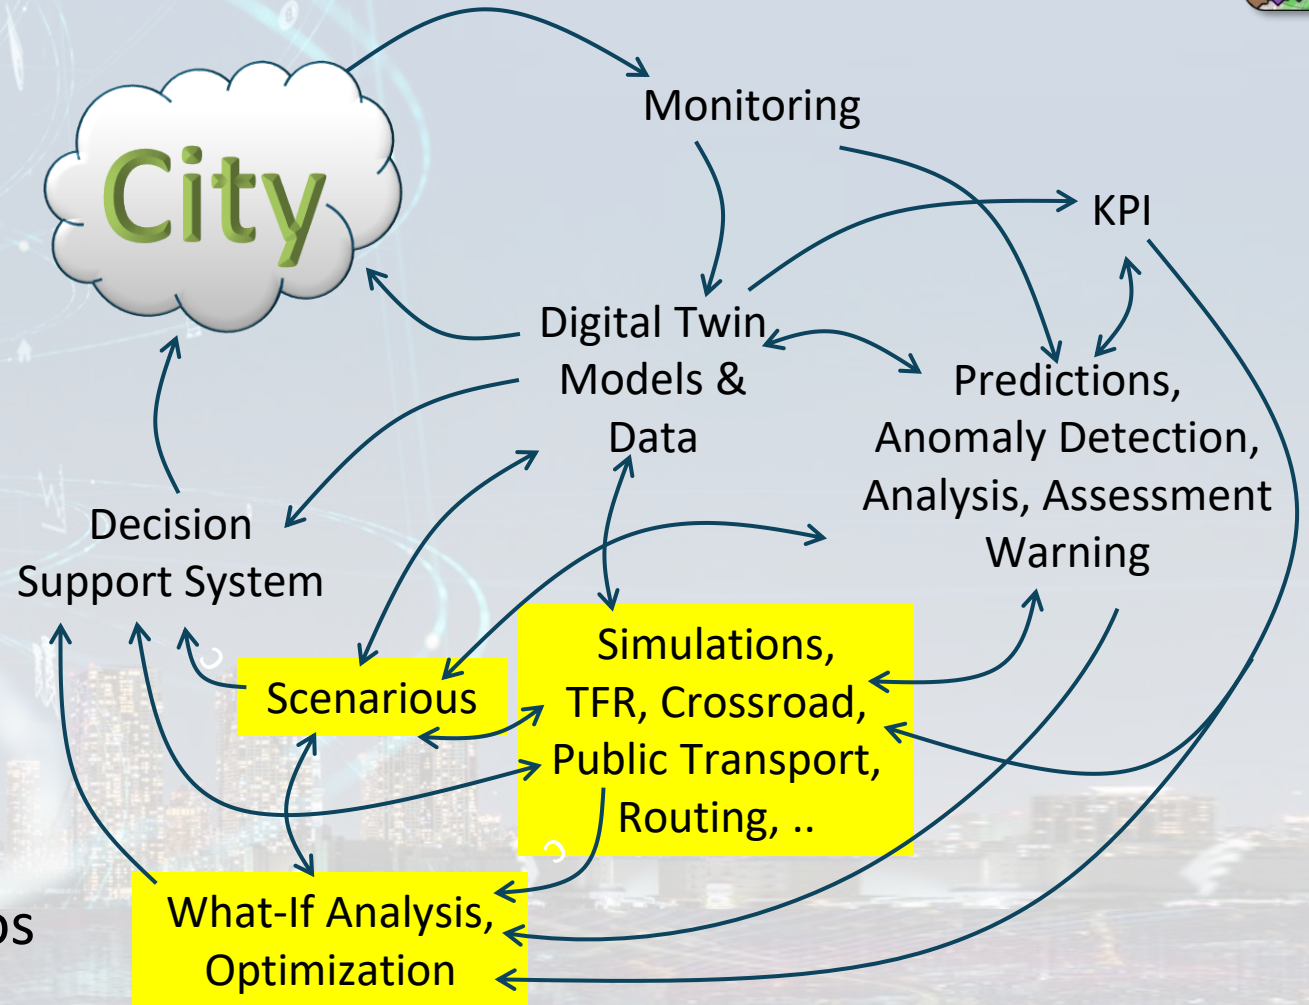 City
Monitoring
KPI
Digital Twin
Models &
Data
Predictions,
Anomaly Detection,
Analysis, Assessment
Warning
Decision
Support System
Scenarious
Simulations,
TFR, Crossroad,
Public Transport,
Routing, ..
What-If Analysis,
Optimization